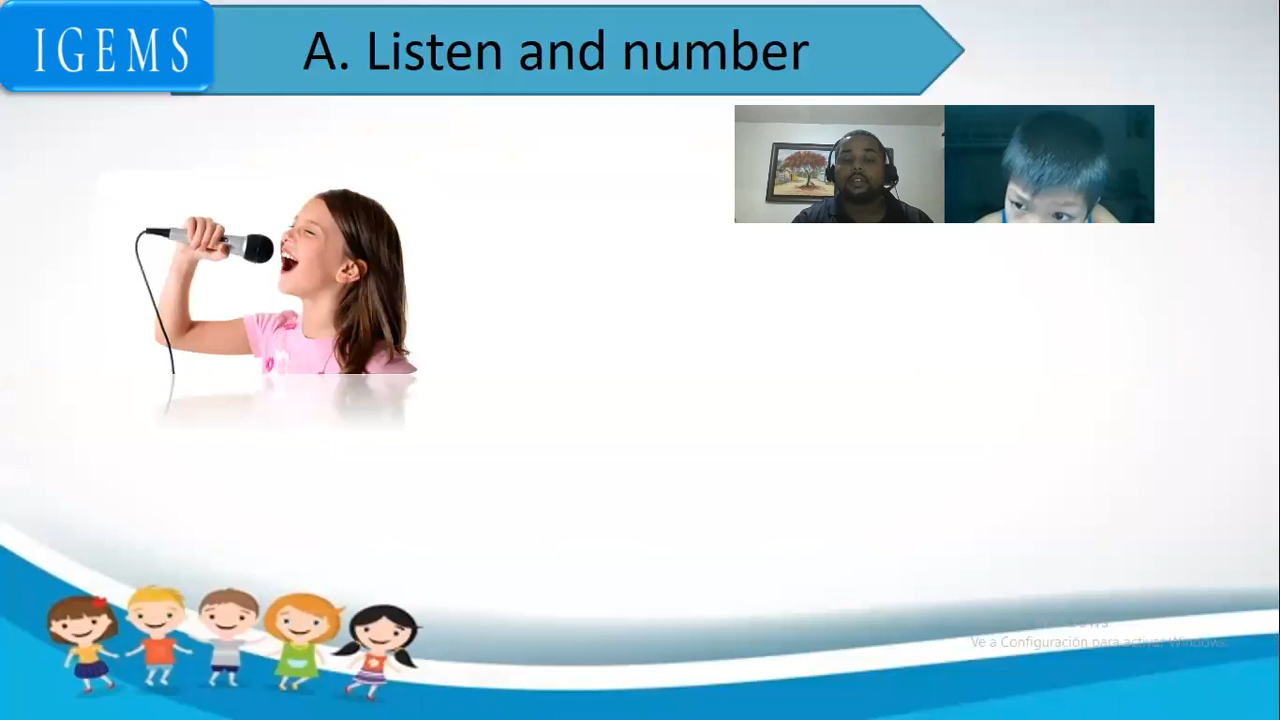 IGEMS
A. Listen and number
Ve a Configuración para activar Windows.